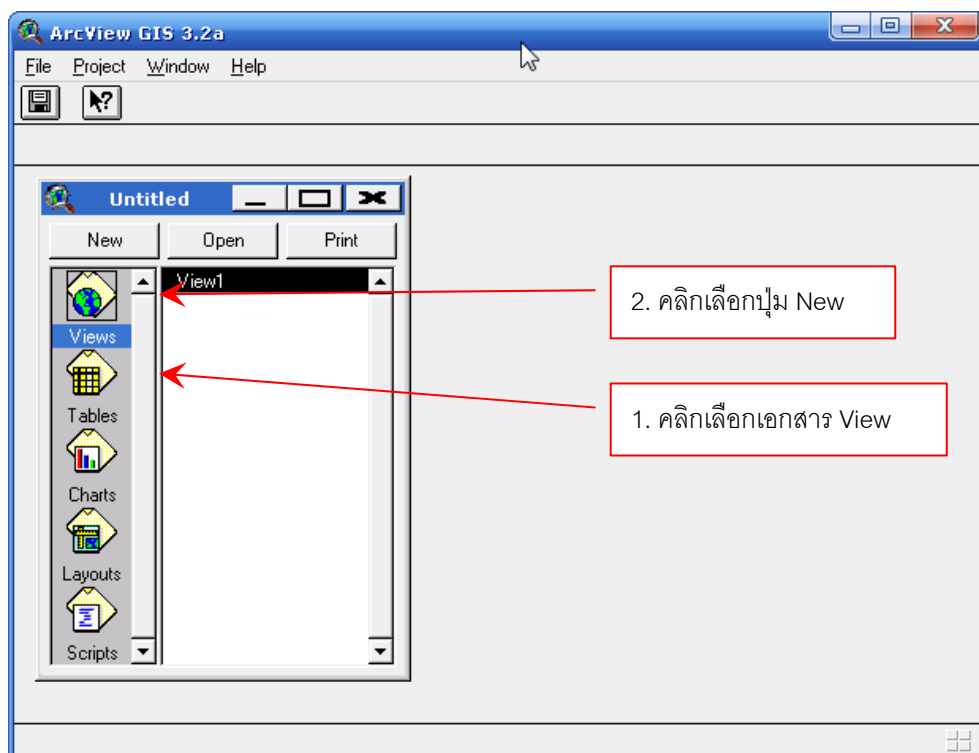 ArcView GIS 3.2a
File Project Window Help
Untitled
New Open Print
View1
Views
Tables
Charts
Layouts
Scripts
2. คลิกเลือกปุ่ม New
1. คลิกเลือกเอกสาร View